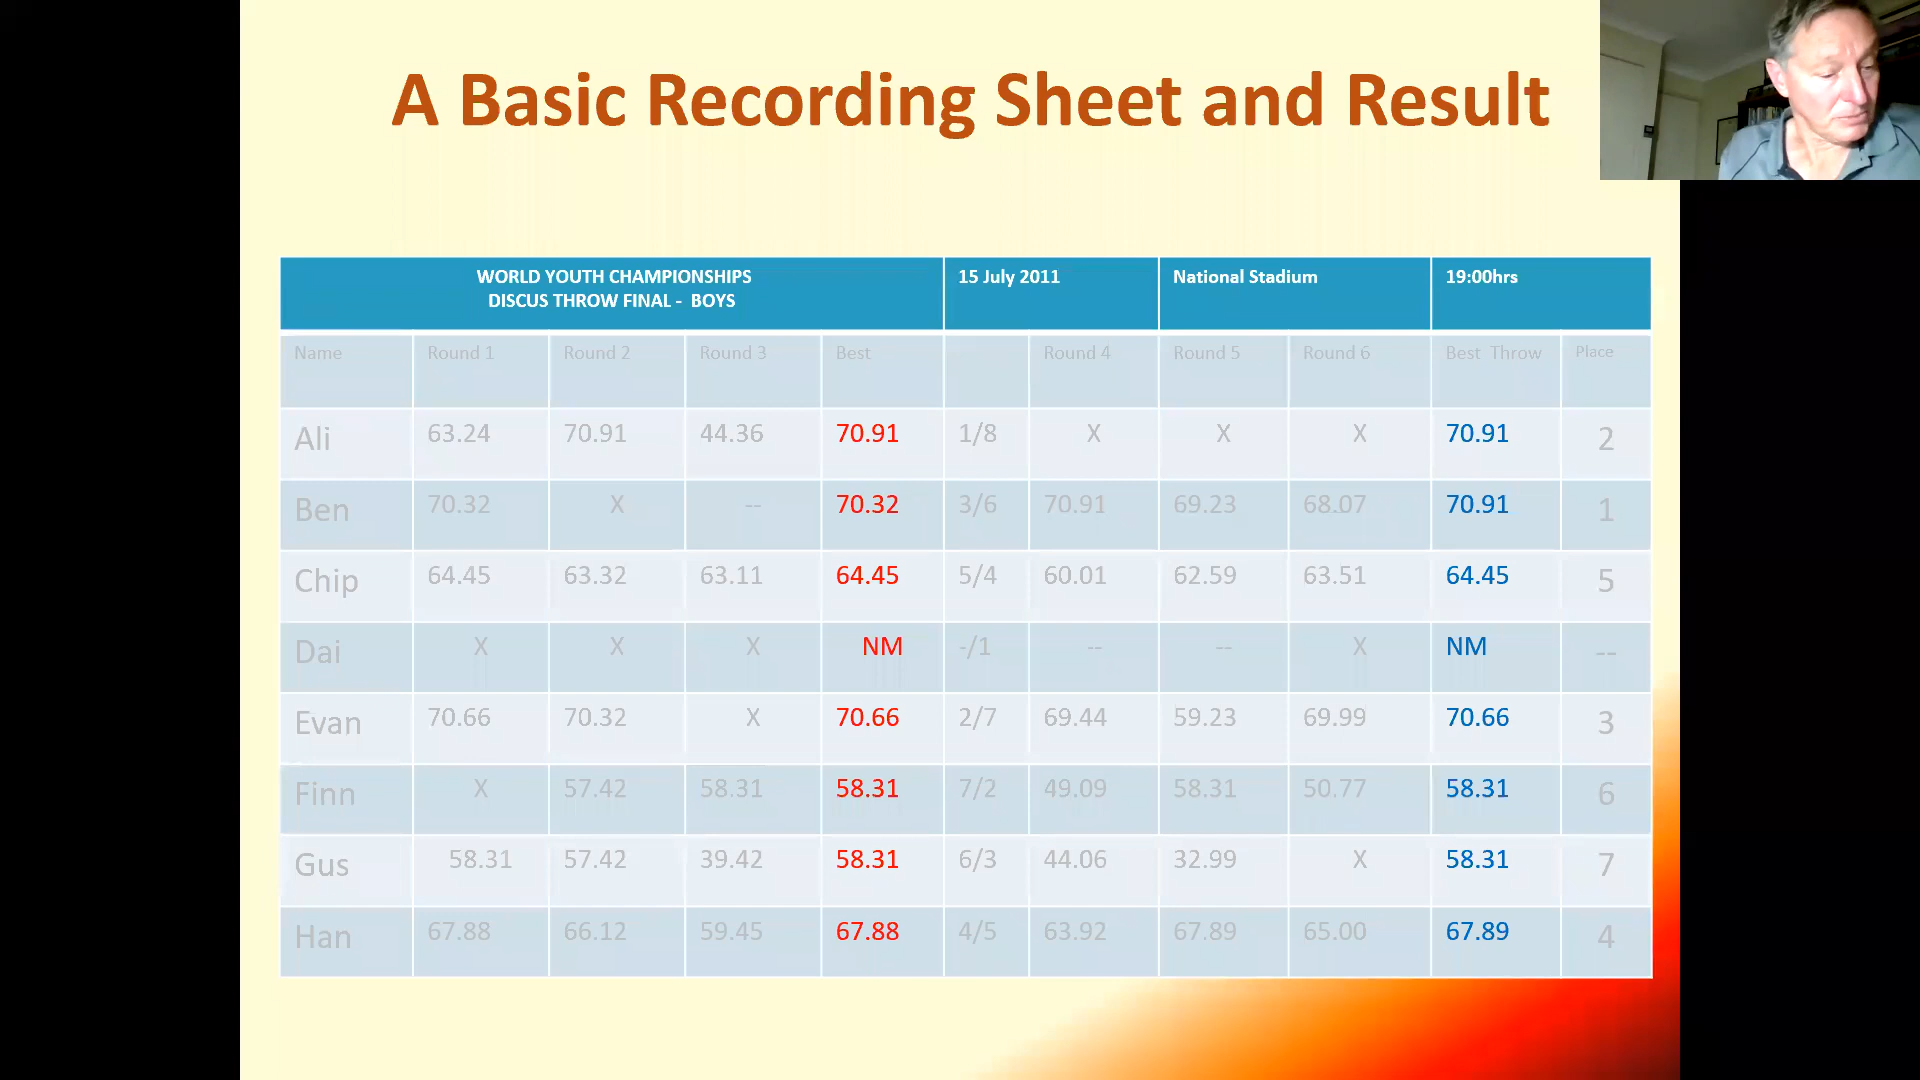 A Basic Recording Sheet and Result
WORLD YOUTH CHAMPIONSHIPS
DISCUS THROW FINAL - BOYS
15 July 2011
National Stadium
19:00hrs
Name Round 1 Round 2 Round 3 Best Round 4 Round 5 Round 6 Best Throw Place
Ali 63.24 70.91 44.36 70.91 1/8 X X X 70.91 2
Ben 70.32 X -- 70.32 3/6 70.91 69.23 68.07 70.91 1
Chip 64.45 63.32 63.11 64.45 5/4 60.01 62.59 63.51 64.45 5
Dai X X X NM -/1 -- -- X NM --
Evan 70.66 70.32 X 70.66 2/7 69.44 59.23 69.99 70.66 3
Finn X 57.42 58.31 58.31 7/2 49.09 58.31 50.77 58.31 6
Gus 58.31 57.42 39.42 58.31 6/3 44.06 32.99 X 58.31 7
Han 67.88 66.12 59.45 67.88 4/5 63.92 67.89 65.00 67.89 4